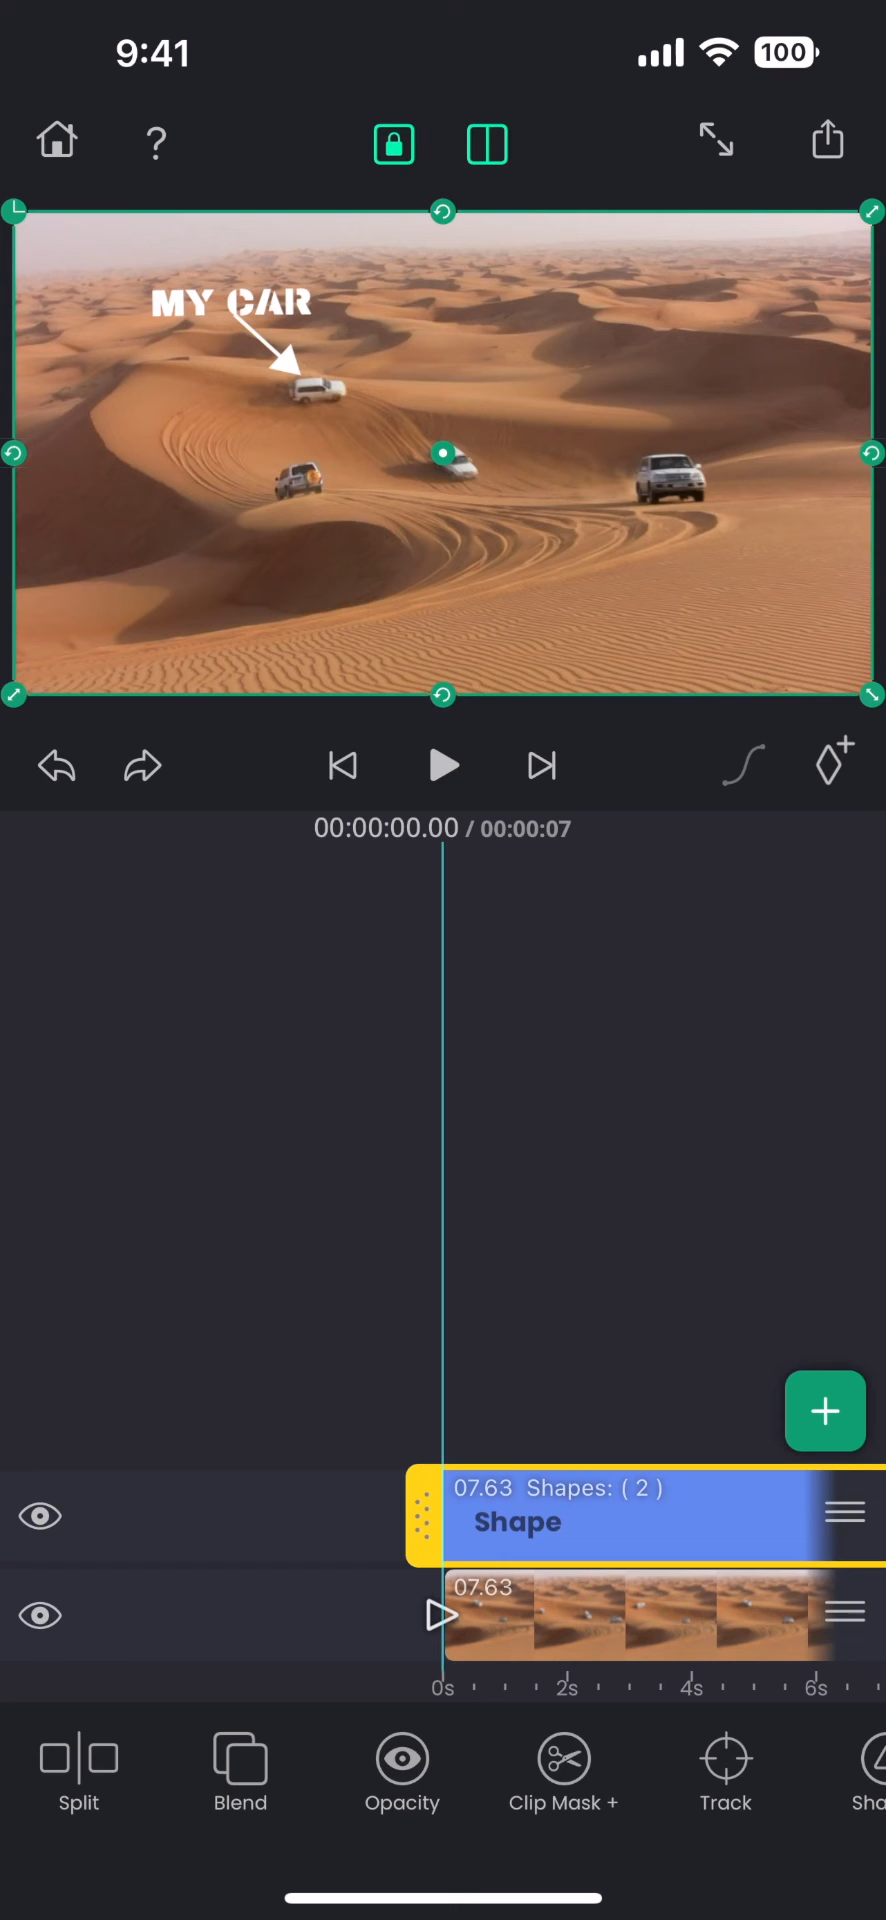 9:41
100
?
MY CAR
00:00:00.00 / 00:00:07
07.63 Shapes: ( 2 )
Shape
07.63
0s 2s 4s 6s
Split Blend Opacity Clip Mask + Track Sha